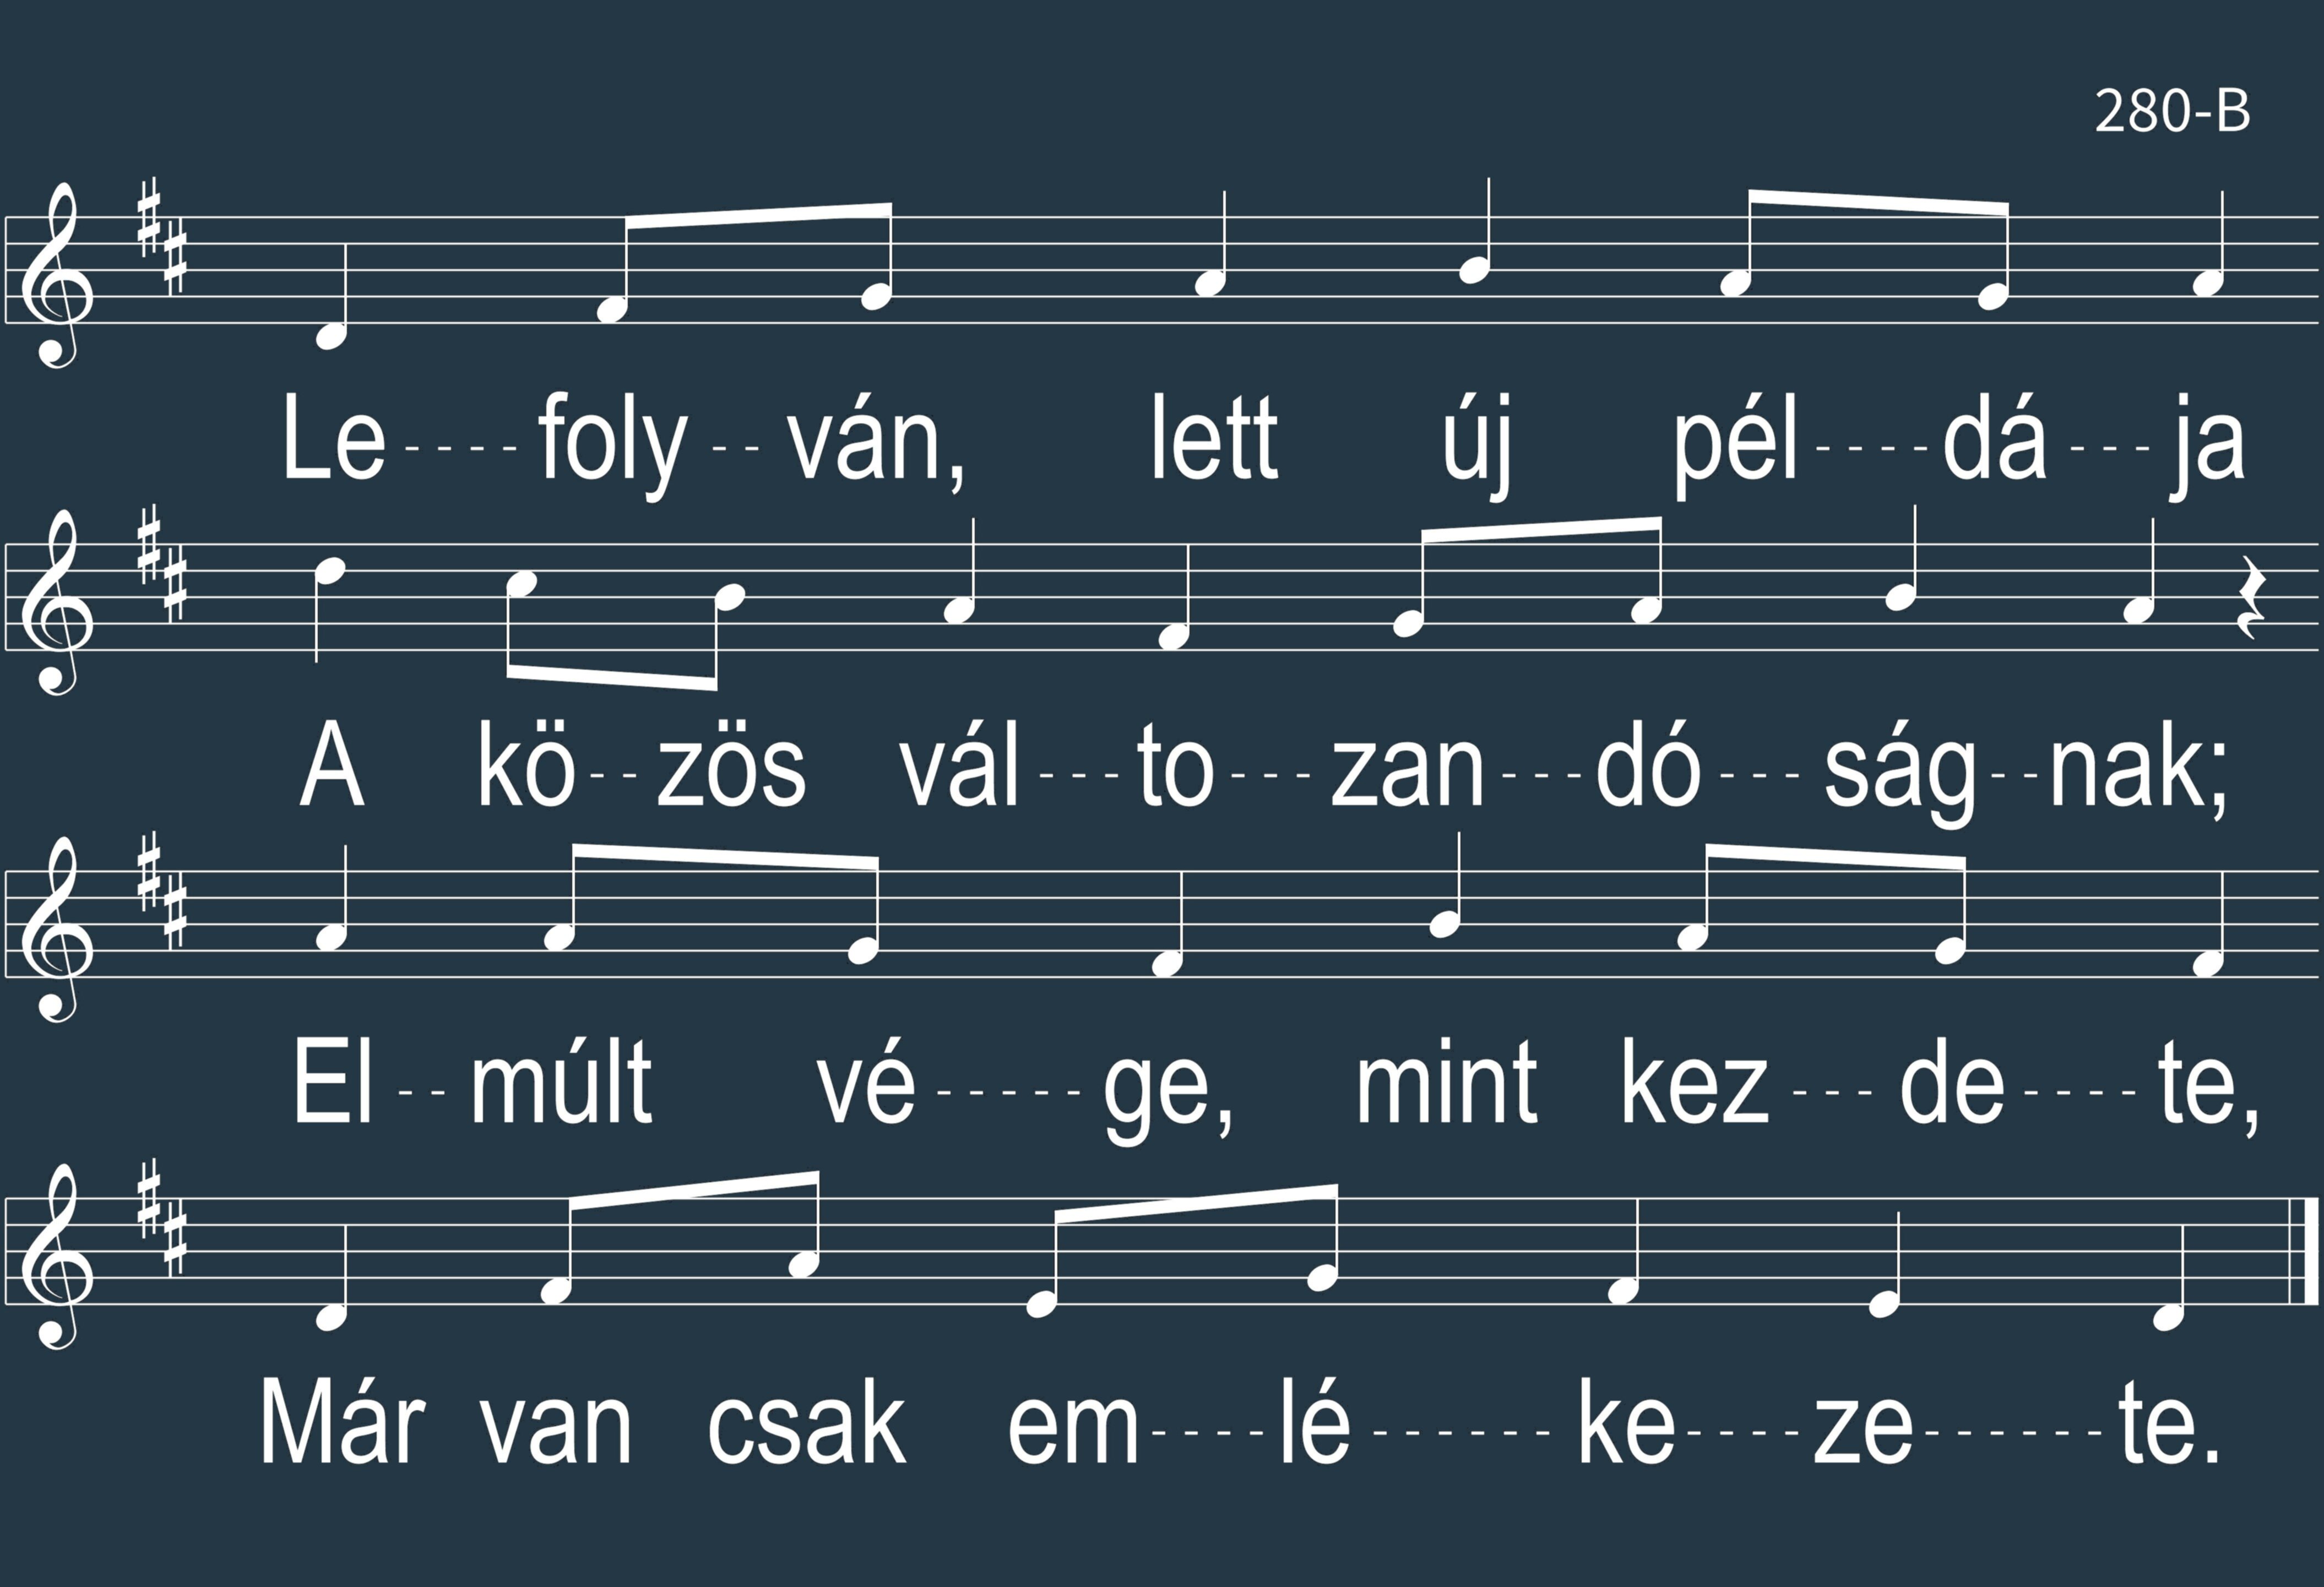 280-B
Le----foly--ván, lett új pél----dá---ja
A kö--zös vál---to---zan---dó---ság--nak;
El--múlt vé-----ge, mint kez---de----te,
Már van csak em----lé------ke----ze------te.